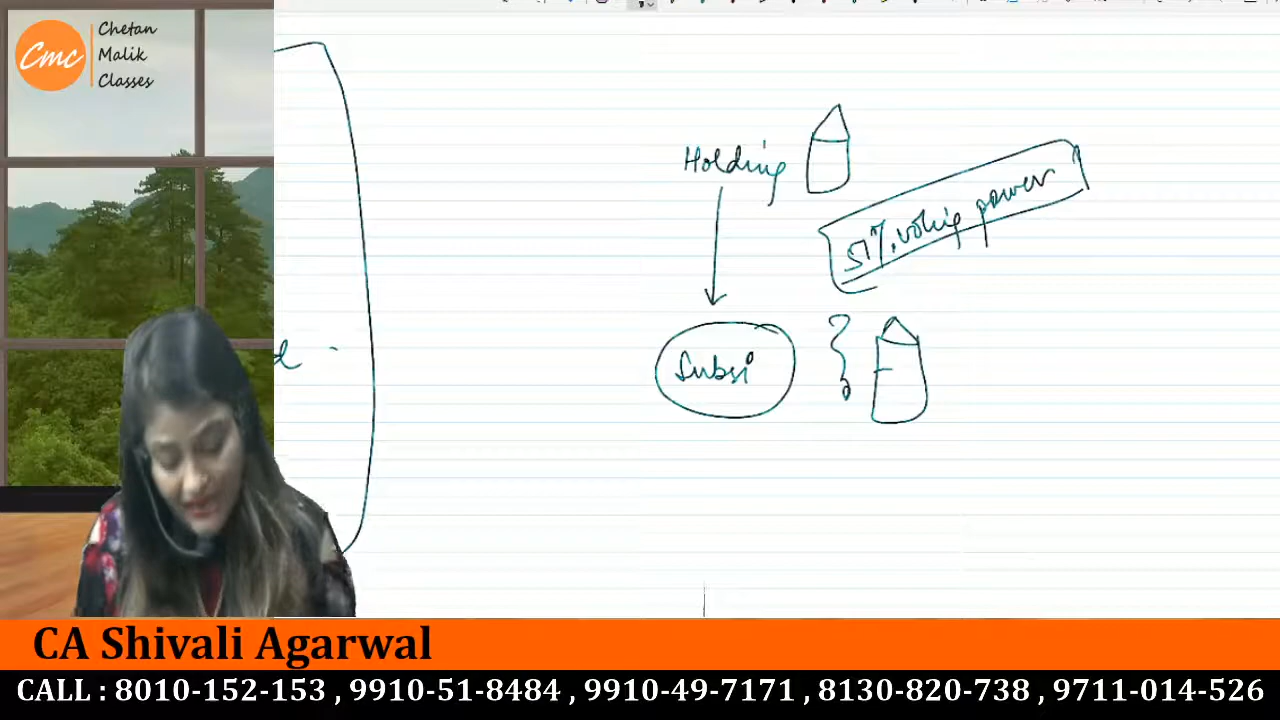 Cmc
Chetan
Malik
Classes
Holding
51% voting power
Subsi
CA Shivali Agarwal
CALL : 8010-152-153 , 9910-51-8484 , 9910-49-7171 , 8130-820-738 , 9711-014-526